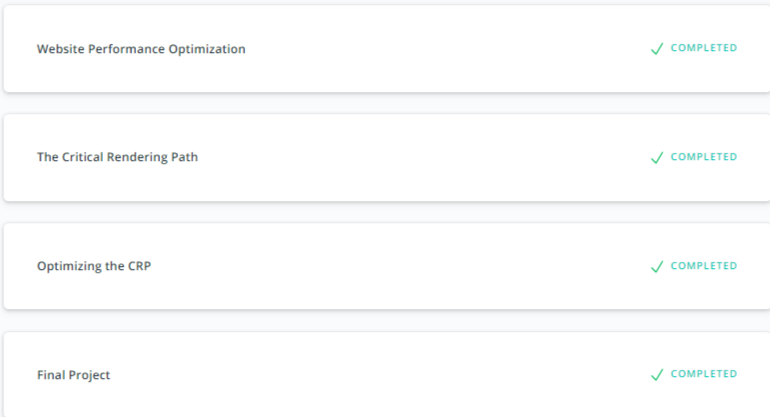 Website Performance Optimization COMPLETED
The Critical Rendering Path COMPLETED
Optimizing the CRP COMPLETED
Final Project COMPLETED